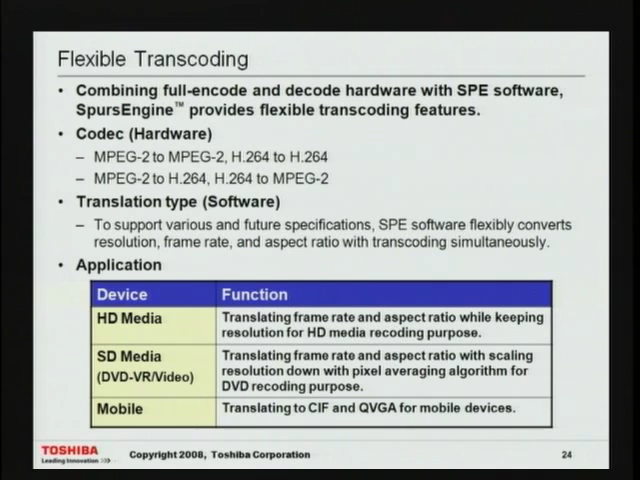 Flexible Transcoding
• Combining full-encode and decode hardware with SPE software,
SpursEngine™ provides flexible transcoding features.
• Codec (Hardware)
– MPEG-2 to MPEG-2, H.264 to H.264
– MPEG-2 to H.264, H.264 to MPEG-2
• Translation type (Software)
– To support various and future specifications, SPE software flexibly converts
resolution, frame rate, and aspect ratio with transcoding simultaneously.
• Application
Device Function
HD Media Translating frame rate and aspect ratio while keeping
resolution for HD media recoding purpose.
SD Media Translating frame rate and aspect ratio with scaling
(DVD-VR/Video) resolution down with pixel averaging algorithm for
DVD recoding purpose.
Mobile Translating to CIF and QVGA for mobile devices.
TOSHIBA
Leading Innovation >>>
Copyright 2008, Toshiba Corporation
24